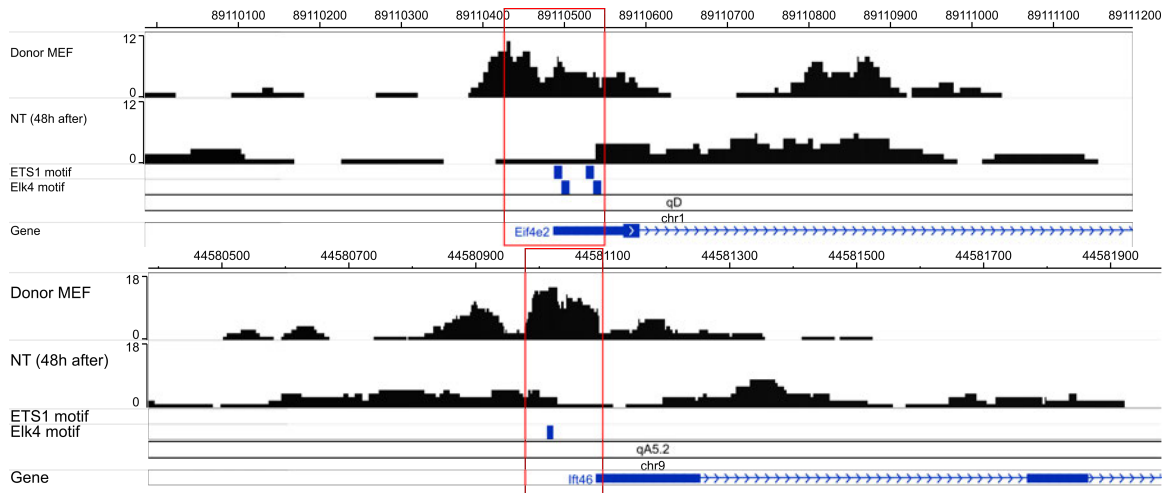 89110100 89110200 89110300 89110400 89110500 89110600 89110700 89110800 89110900 89111000 89111100 89111200
12
Donor MEF
0
12
NT (48h after)
0
ETS1 motif
Elk4 motif
qD
chr1
Gene Eif4e2
44580500 44580700 44580900 44581100 44581300 44581500 44581700 44581900
18
Donor MEF
0
18
NT (48h after)
0
ETS1 motif
Elk4 motif
qA5.2
chr9
Gene Ift46